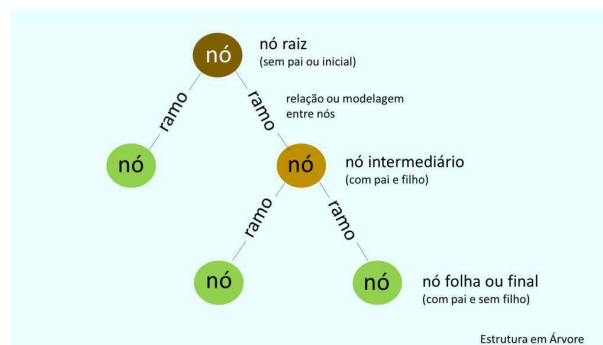 nó
nó raiz
(sem pai ou inicial)
ramo
ramo
relação ou modelagem
entre nós
nó
nó
nó intermediário
(com pai e filho)
ramo
ramo
nó
nó
nó folha ou final
(com pai e sem filho)
Estrutura em Árvore